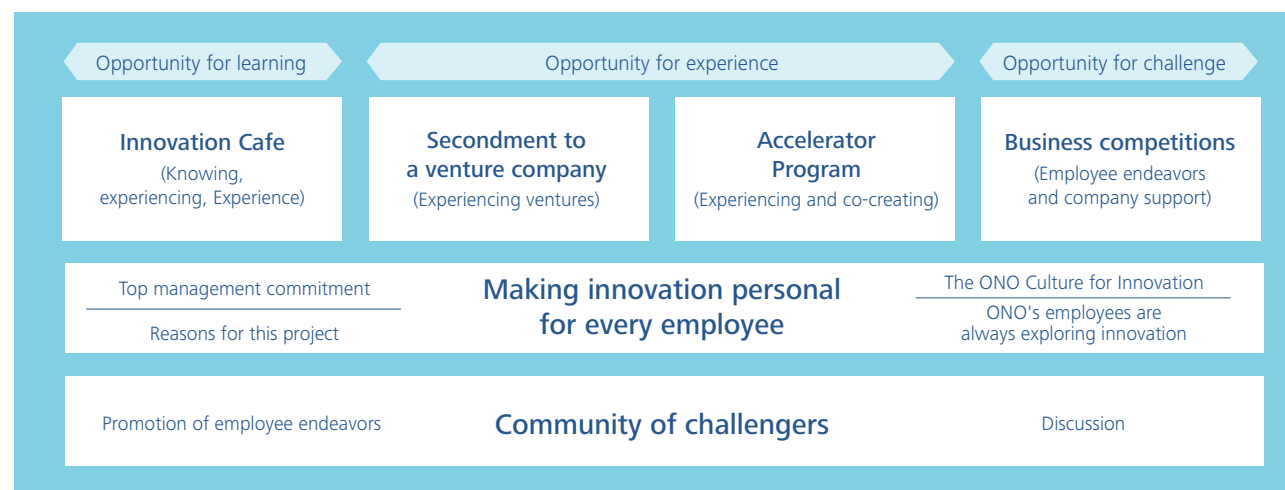 Opportunity for learning
Opportunity for experience
Opportunity for challenge
Innovation Cafe
(Knowing,
experiencing, Experience)
Secondment to
a venture company
(Experiencing ventures)
Accelerator
Program
(Experiencing and co-creating)
Business competitions
(Employee endeavors
and company support)
Top management commitment
Reasons for this project
Making innovation personal
for every employee
The ONO Culture for Innovation
ONO's employees are
always exploring innovation
Promotion of employee endeavors
Community of challengers
Discussion